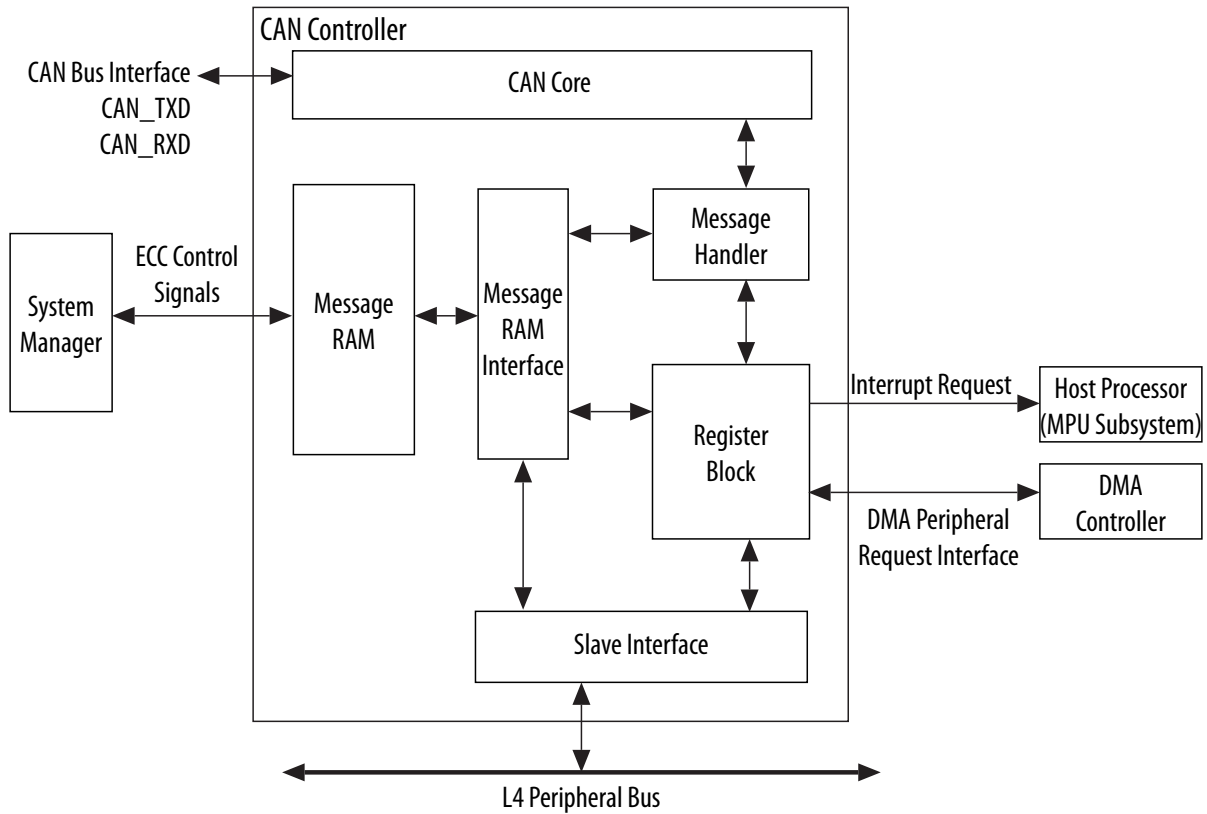 CAN Controller
CAN Bus Interface
CAN_TXD
CAN_RXD
CAN Core
Message
Handler
System
Manager
ECC Control
Signals
Message
RAM
Message
RAM
Interface
Register
Block
Interrupt Request
Host Processor
(MPU Subsystem)
DMA Peripheral
Request Interface
DMA
Controller
Slave Interface
L4 Peripheral Bus